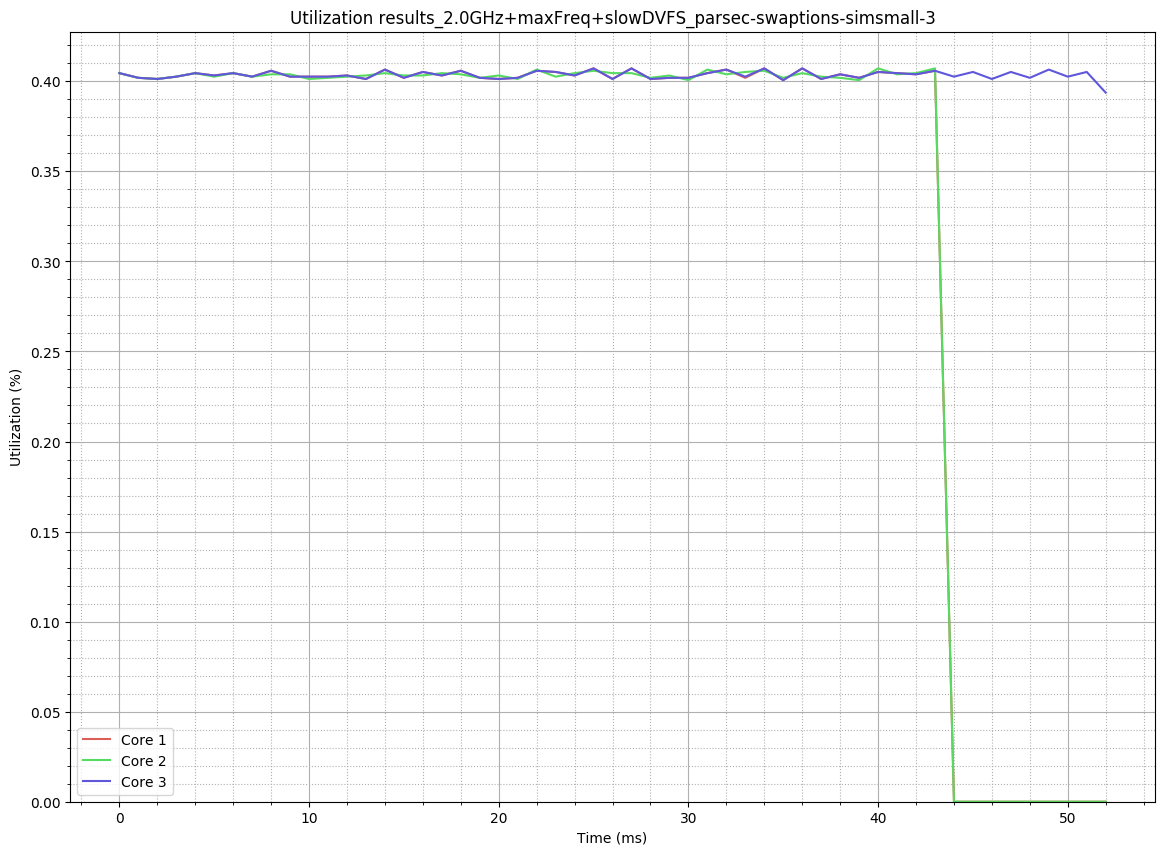 Utilization results_2.0GHz+maxFreq+slowDVFS_parsec-swaptions-simsmall-3
0.40
0.35
0.30
0.25
0.20
0.15
0.10
0.05
0.00
Utilization (%)
Core 1
Core 2
Core 3
0 10 20 30 40 50
Time (ms)